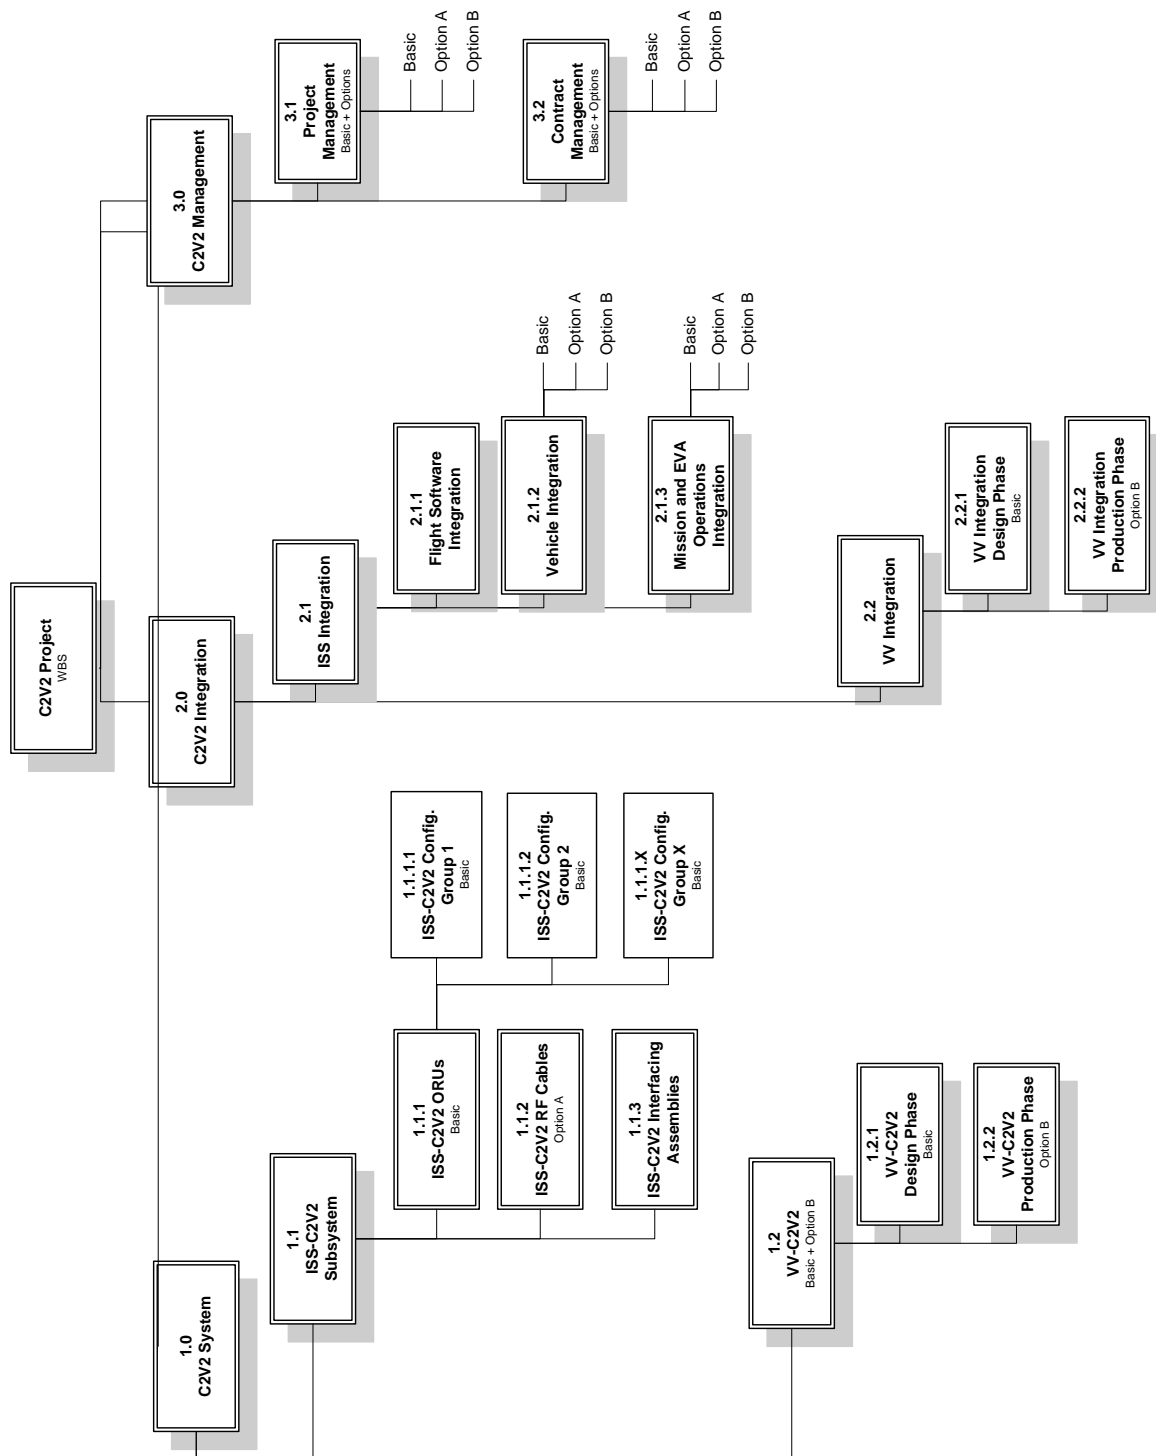 C2V2 Project
WBS
1.0
C2V2 System
1.1
ISS-C2V2
Subsystem
1.1.1
ISS-C2V2 ORUs
Basic
1.1.1.1
ISS-C2V2 Config.
Group 1
Basic
1.1.1.2
ISS-C2V2 Config.
Group 2
Basic
1.1.1.X
ISS-C2V2 Config.
Group X
Basic
1.1.2
ISS-C2V2 RF Cables
Option A
1.1.3
ISS-C2V2 Interfacing
Assemblies
1.2
VV-C2V2
Basic + Option B
1.2.1
VV-C2V2
Design Phase
Basic
1.2.2
VV-C2V2
Production Phase
Option B
2.0
C2V2 Integration
2.1
ISS Integration
2.1.1
Flight Software
Integration
2.1.2
Vehicle Integration
Basic
Option A
Option B
2.1.3
Mission and EVA
Operations
Integration
Basic
Option A
Option B
2.2
VV Integration
2.2.1
VV Integration
Design Phase
Basic
2.2.2
VV Integration
Production Phase
Option B
3.0
C2V2 Management
3.1
Project
Management
Basic + Options
Basic
Option A
Option B
3.2
Contract
Management
Basic + Options
Basic
Option A
Option B